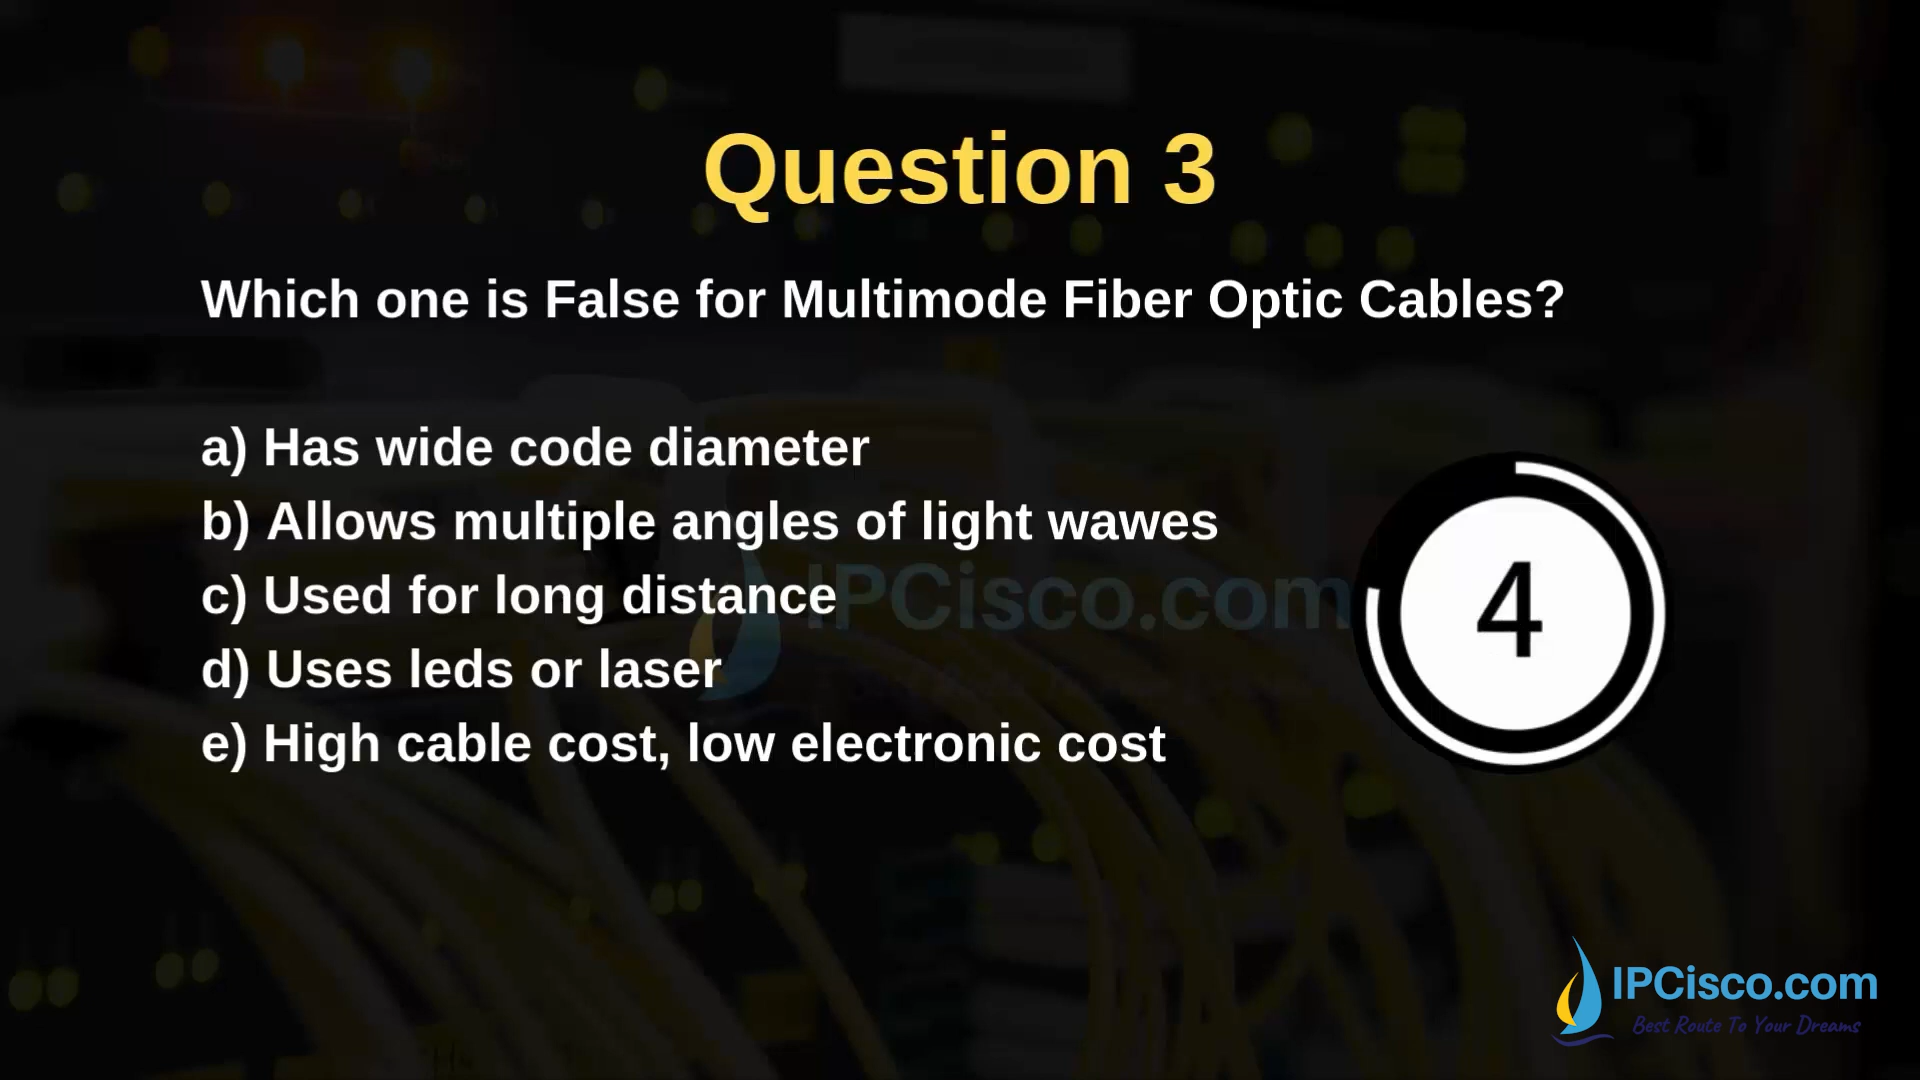 Question 3
Which one is False for Multimode Fiber Optic Cables?
a) Has wide code diameter
b) Allows multiple angles of light wawes
c) Used for long distance
d) Uses leds or laser
e) High cable cost, low electronic cost
4
IPCisco.com
IPCisco.com
Best Route To Your Dreams